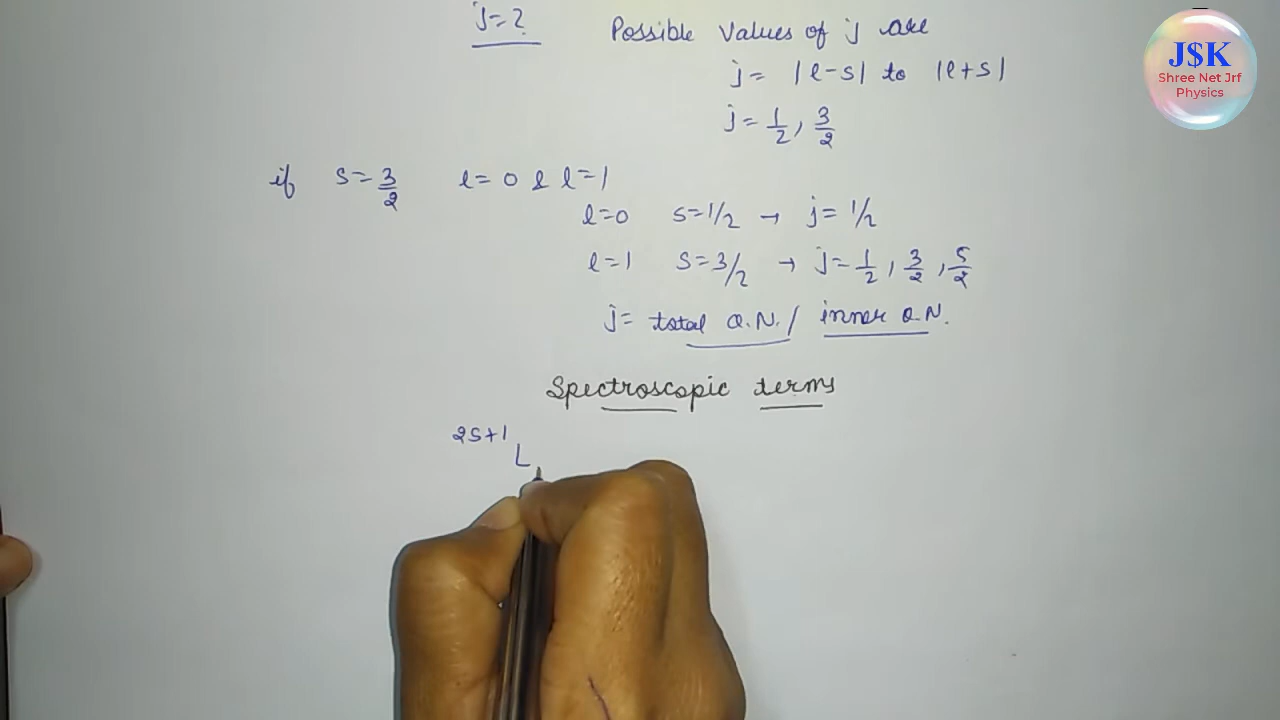 j=?
Possible values of j are
j= |l-s| to |l+s|
j= 1/2, 3/2
if s= 3/2 l= 0 & l=1
l=0 s=1/2 → j= 1/2
l=1 s=3/2 → j= 1/2, 3/2, 5/2
j= total Q.N./ inner Q.N.
Spectroscopic terms
2S+1
L
JSK
Shree Net Jrf
Physics